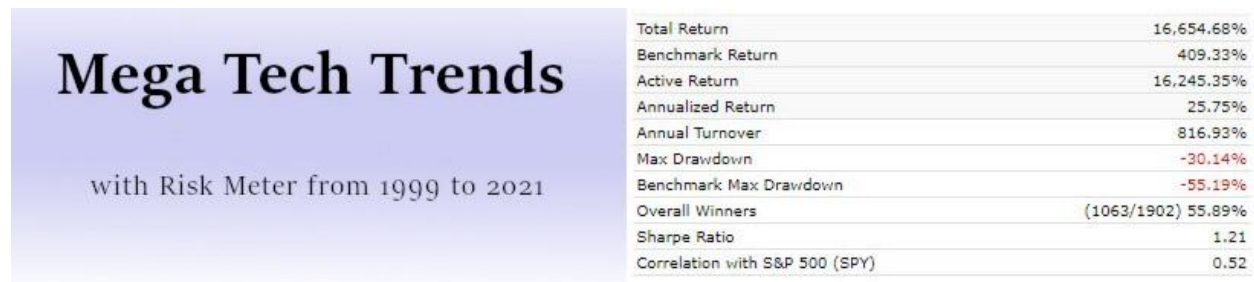 Mega Tech Trends
with Risk Meter from 1999 to 2021
Total Return 16,654.68%
Benchmark Return 409.33%
Active Return 16,245.35%
Annualized Return 25.75%
Annual Turnover 816.93%
Max Drawdown -30.14%
Benchmark Max Drawdown -55.19%
Overall Winners (1063/1902) 55.89%
Sharpe Ratio 1.21
Correlation with S&P 500 (SPY) 0.52